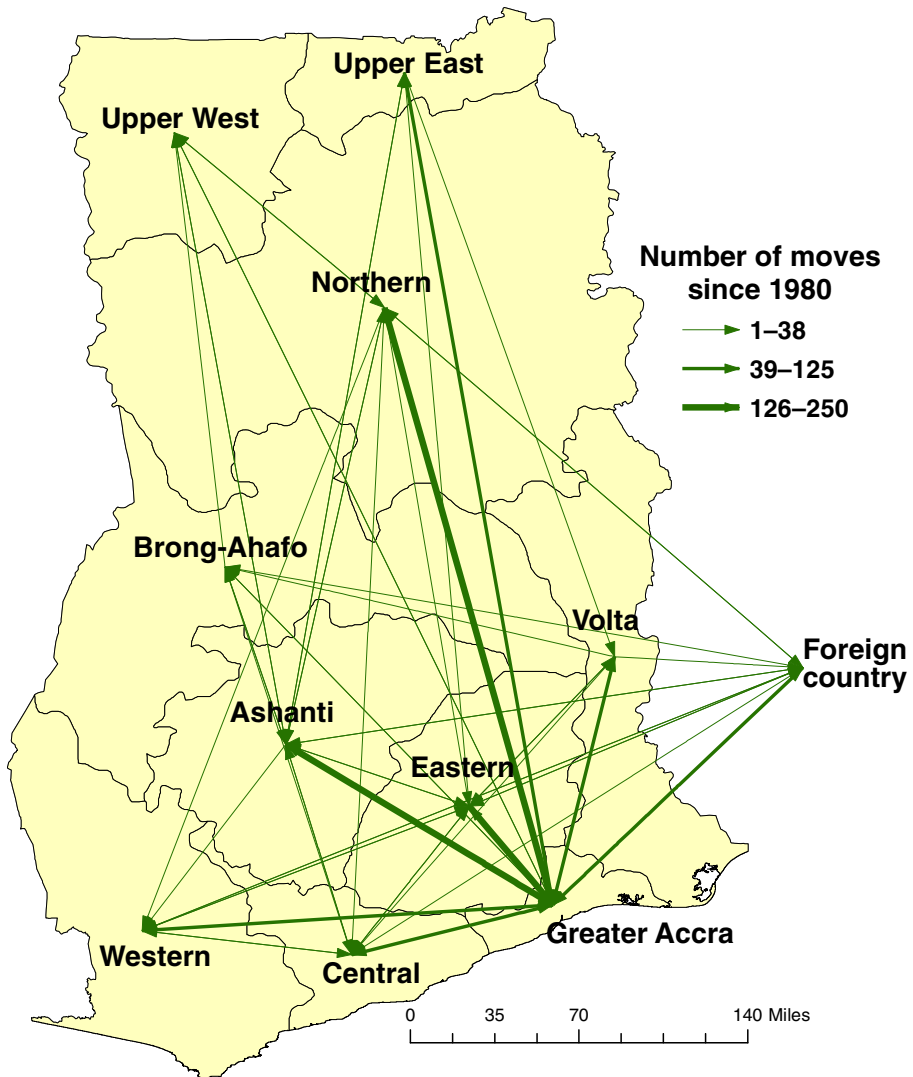 Upper East
Upper West
Number of moves
since 1980
1–38
39–125
126–250
Northern
Brong-Ahafo
Volta
Foreign
country
Ashanti
Eastern
Greater Accra
Western
Central
0 35 70 140 Miles